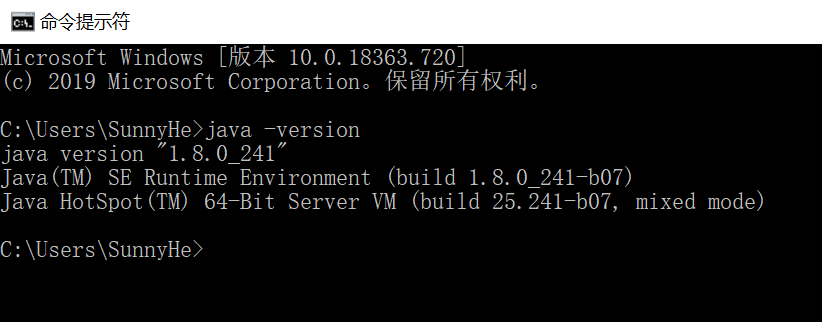 命令提示符
Microsoft Windows [版本 10.0.18363.720]
(c) 2019 Microsoft Corporation。保留所有权利。
C:\Users\SunnyHe>java -version
java version "1.8.0_241"
Java(TM) SE Runtime Environment (build 1.8.0_241-b07)
Java HotSpot(TM) 64-Bit Server VM (build 25.241-b07, mixed mode)
C:\Users\SunnyHe>